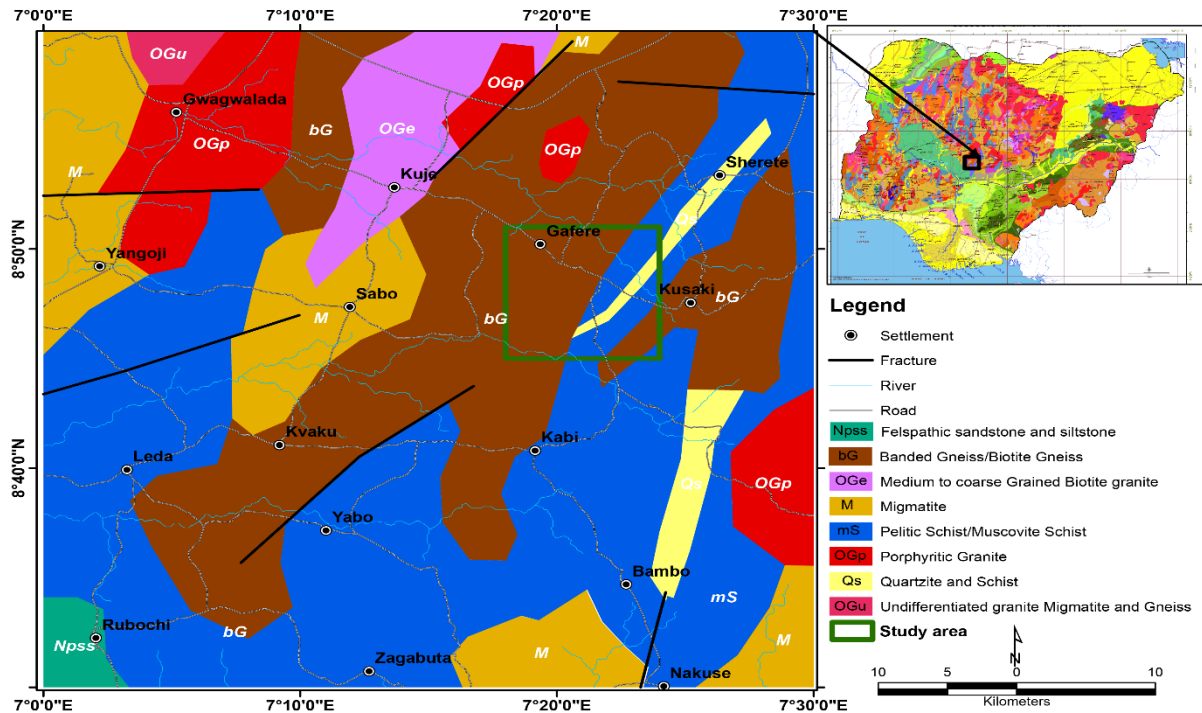 7°0'0"E
7°10'0"E
7°20'0"E
7°30'0"E
OGu
M
Gwagwalada
OGp
bG
OGe
OGp
OGp
M
Kuje
Sherete
Qs
Yangoji
Gafere
8°50'0"N
Sabo
Kusaki
bG
M
bG
Kvaku
Kabi
Leda
8°40'0"N
Qs
OGp
Yabo
Bambo
mS
Rubochi
bG
Npss
Zagabuta
M
M
Nakuse
7°0'0"E
7°10'0"E
7°20'0"E
7°30'0"E
Legend
Settlement
Fracture
River
Road
Npss Felspathic sandstone and siltstone
bG Banded Gneiss/Biotite Gneiss
OGe Medium to coarse Grained Biotite granite
M Migmatite
mS Pelitic Schist/Muscovite Schist
OGp Porphyritic Granite
Qs Quartzite and Schist
OGu Undifferentiated granite Migmatite and Gneiss
Study area
N
10 5 0 10
Kilometers